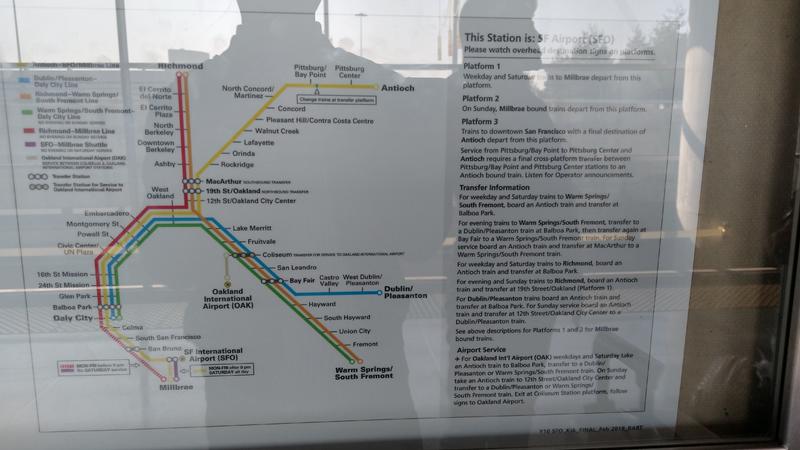 Antioch–SFO/Millbrae Line
Dublin/Pleasanton–
Daly City Line
Richmond–Warm Springs/
South Fremont Line
Warm Springs/South Fremont–
Daly City Line
Richmond–Millbrae Line
SFO–Millbrae Shuttle
Oakland International Airport (OAK)
Transfer Station
Transfer Station for Service to
Oakland International Airport
Richmond
El Cerrito
del Norte
El Cerrito
Plaza
North
Berkeley
Downtown
Berkeley
Ashby
West
Oakland
Embarcadero
Montgomery St
Powell St
Civic Center/
UN Plaza
16th St Mission
24th St Mission
Glen Park
Balboa Park
Daly City
Colma
South San Francisco
San Bruno
SF International
Airport (SFO)
Millbrae
Pittsburg/
Bay Point
Pittsburg
Center
Antioch
Change trains at transfer platform
North Concord/
Martinez
Concord
Pleasant Hill/Contra Costa Centre
Walnut Creek
Lafayette
Orinda
Rockridge
MacArthur SOUTHBOUND TRANSFER
19th St/Oakland NORTHBOUND TRANSFER
12th St/Oakland City Center
Lake Merritt
Fruitvale
Coliseum TRANSFER FOR SERVICE TO OAKLAND INTERNATIONAL AIRPORT
San Leandro
Bay Fair
Castro
Valley
West Dublin/
Pleasanton
Dublin/
Pleasanton
Oakland
International
Airport (OAK)
Hayward
South Hayward
Union City
Fremont
Warm Springs/
South Fremont
This Station is: SF Airport (SFO)
Please watch overhead destination signs on platforms.
Platform 1
Weekday and Saturday trains to Millbrae depart from this
platform.
Platform 2
On Sunday, Millbrae bound trains depart from this platform.
Platform 3
Trains to downtown San Francisco with a final destination of
Antioch depart from this platform.
Service from Pittsburg/Bay Point to Pittsburg Center and
Antioch requires a final cross-platform transfer between
Pittsburg/Bay Point and Pittsburg Center stations to an
Antioch bound train. Listen for Operator announcements.
Transfer Information
For weekday and Saturday trains to Warm Springs/
South Fremont, board an Antioch train and transfer at
Balboa Park.
For evening trains to Warm Springs/South Fremont, transfer to
a Dublin/Pleasanton train at Balboa Park, then transfer again at
Bay Fair to a Warm Springs/South Fremont train. For Sunday
service board an Antioch train and transfer at MacArthur to a
Warm Springs/South Fremont train.
For weekday and Saturday trains to Richmond, board an
Antioch train and transfer at Balboa Park.
For evening and Sunday trains to Richmond, board an Antioch
train and transfer at 19th Street/Oakland (Platform 1).
For Dublin/Pleasanton trains board an Antioch train and
transfer at Balboa Park. For Sunday service board an Antioch
train and transfer at 12th Street/Oakland City Center to a
Dublin/Pleasanton train.
See above descriptions for Platforms 1 and 2 for Millbrae
bound trains.
Airport Service
For Oakland Int'l Airport (OAK) weekdays and Saturday take
an Antioch train to Balboa Park, transfer to a Dublin/
Pleasanton or Warm Springs/South Fremont train. On Sunday
take an Antioch train to 12th Street/Oakland City Center and
transfer to a Dublin/Pleasanton or Warm Springs/
South Fremont train. Exit at Coliseum Station platform, follow
signs to Oakland Airport.